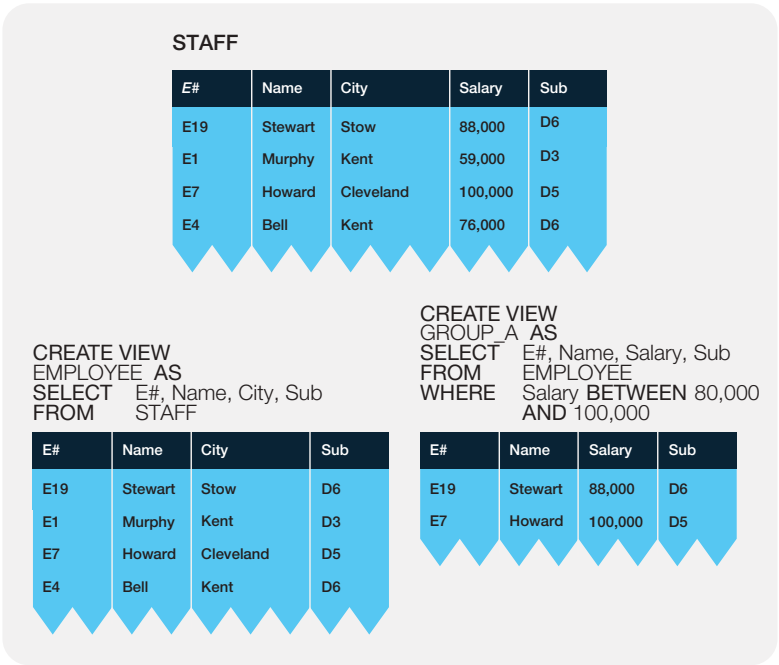 STAFF
E# Name City Salary Sub
E19 Stewart Stow 88,000 D6
E1 Murphy Kent 59,000 D3
E7 Howard Cleveland 100,000 D5
E4 Bell Kent 76,000 D6
CREATE VIEW
EMPLOYEE AS
SELECT E#, Name, City, Sub
FROM STAFF
E# Name City Sub
E19 Stewart Stow D6
E1 Murphy Kent D3
E7 Howard Cleveland D5
E4 Bell Kent D6
CREATE VIEW
GROUP_A AS
SELECT E#, Name, Salary, Sub
FROM EMPLOYEE
WHERE Salary BETWEEN 80,000
AND 100,000
E# Name Salary Sub
E19 Stewart 88,000 D6
E7 Howard 100,000 D5